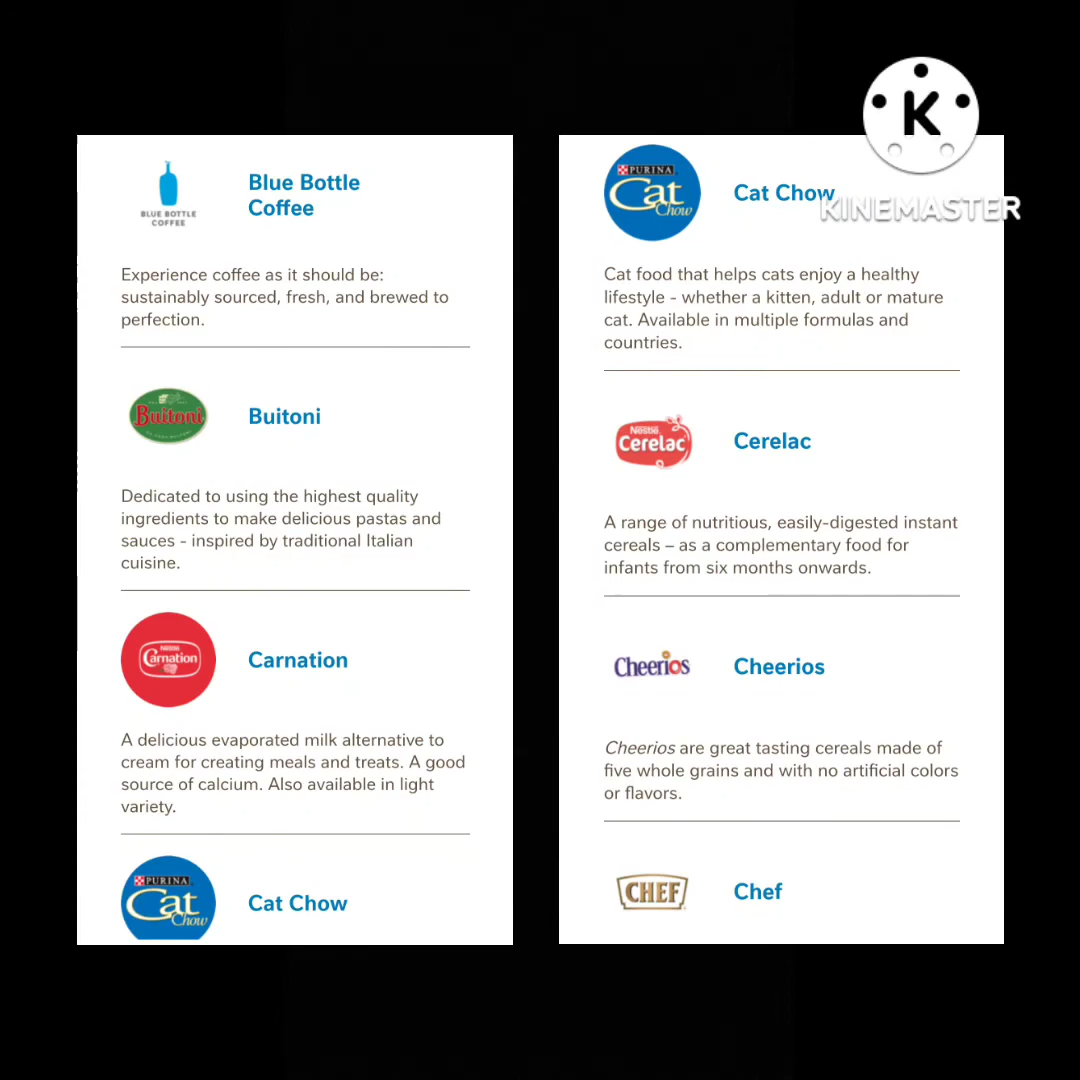 BLUE BOTTLE
COFFEE
Blue Bottle
Coffee
Experience coffee as it should be:
sustainably sourced, fresh, and brewed to
perfection.
Buitoni
Buitoni
Dedicated to using the highest quality
ingredients to make delicious pastas and
sauces - inspired by traditional Italian
cuisine.
Nestlé
Carnation
Carnation
A delicious evaporated milk alternative to
cream for creating meals and treats. A good
source of calcium. Also available in light
variety.
PURINA
Cat
Chow
Cat Chow
K
KINEMASTER
PURINA
Cat
Chow
Cat Chow
Cat food that helps cats enjoy a healthy
lifestyle - whether a kitten, adult or mature
cat. Available in multiple formulas and
countries.
Nestlé
Cerelac
Cerelac
A range of nutritious, easily-digested instant
cereals – as a complementary food for
infants from six months onwards.
Cheerios
Cheerios
Cheerios are great tasting cereals made of
five whole grains and with no artificial colors
or flavors.
CHEF
Chef